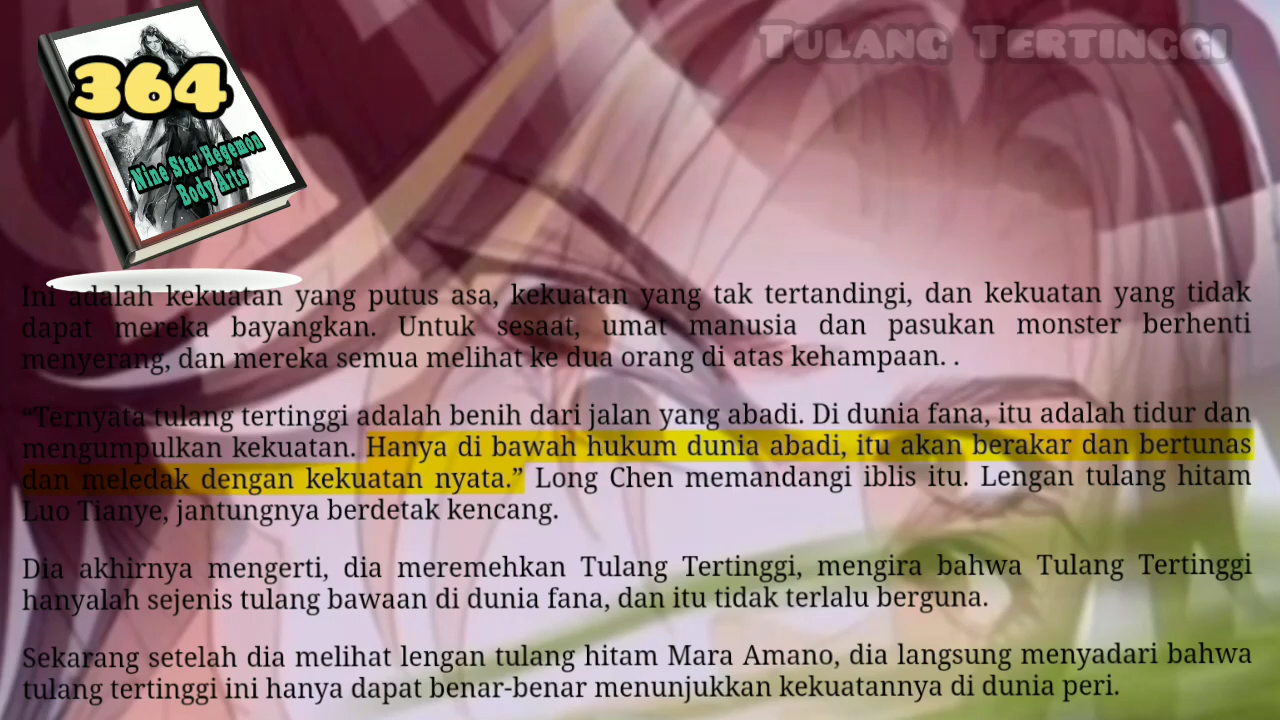 Tulang Tertinggi
364
Nine Star Hegemon
Body Arts
Ini adalah kekuatan yang putus asa, kekuatan yang tak tertandingi, dan kekuatan yang tidak
dapat mereka bayangkan. Untuk sesaat, umat manusia dan pasukan monster berhenti
menyerang, dan mereka semua melihat ke dua orang di atas kehampaan. .
“Ternyata tulang tertinggi adalah benih dari jalan yang abadi. Di dunia fana, itu adalah tidur dan
mengumpulkan kekuatan. Hanya di bawah hukum dunia abadi, itu akan berakar dan bertunas
dan meledak dengan kekuatan nyata.” Long Chen memandangi iblis itu. Lengan tulang hitam
Luo Tianye, jantungnya berdetak kencang.
Dia akhirnya mengerti, dia meremehkan Tulang Tertinggi, mengira bahwa Tulang Tertinggi
hanyalah sejenis tulang bawaan di dunia fana, dan itu tidak terlalu berguna.
Sekarang setelah dia melihat lengan tulang hitam Mara Amano, dia langsung menyadari bahwa
tulang tertinggi ini hanya dapat benar-benar menunjukkan kekuatannya di dunia peri.